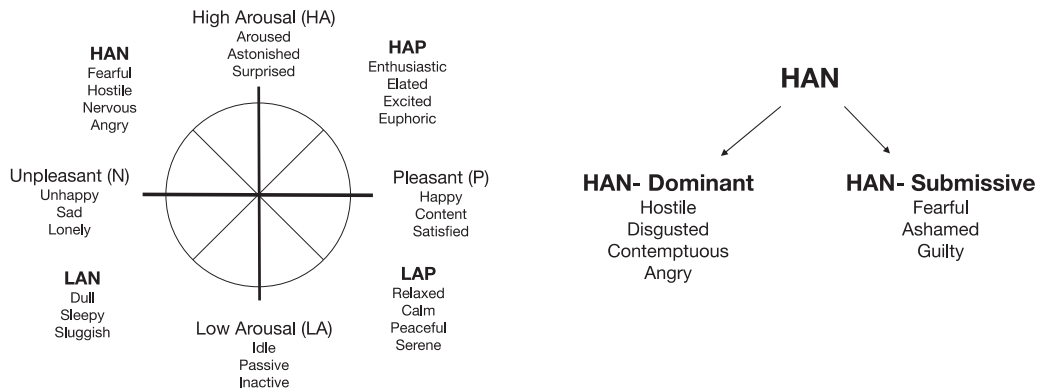 High Arousal (HA)
Aroused
Astonished
Surprised
HAN
Fearful
Hostile
Nervous
Angry
HAP
Enthusiastic
Elated
Excited
Euphoric
Unpleasant (N)
Unhappy
Sad
Lonely
Pleasant (P)
Happy
Content
Satisfied
LAN
Dull
Sleepy
Sluggish
LAP
Relaxed
Calm
Peaceful
Serene
Low Arousal (LA)
Idle
Passive
Inactive
HAN
HAN- Dominant
Hostile
Disgusted
Contemptuous
Angry
HAN- Submissive
Fearful
Ashamed
Guilty